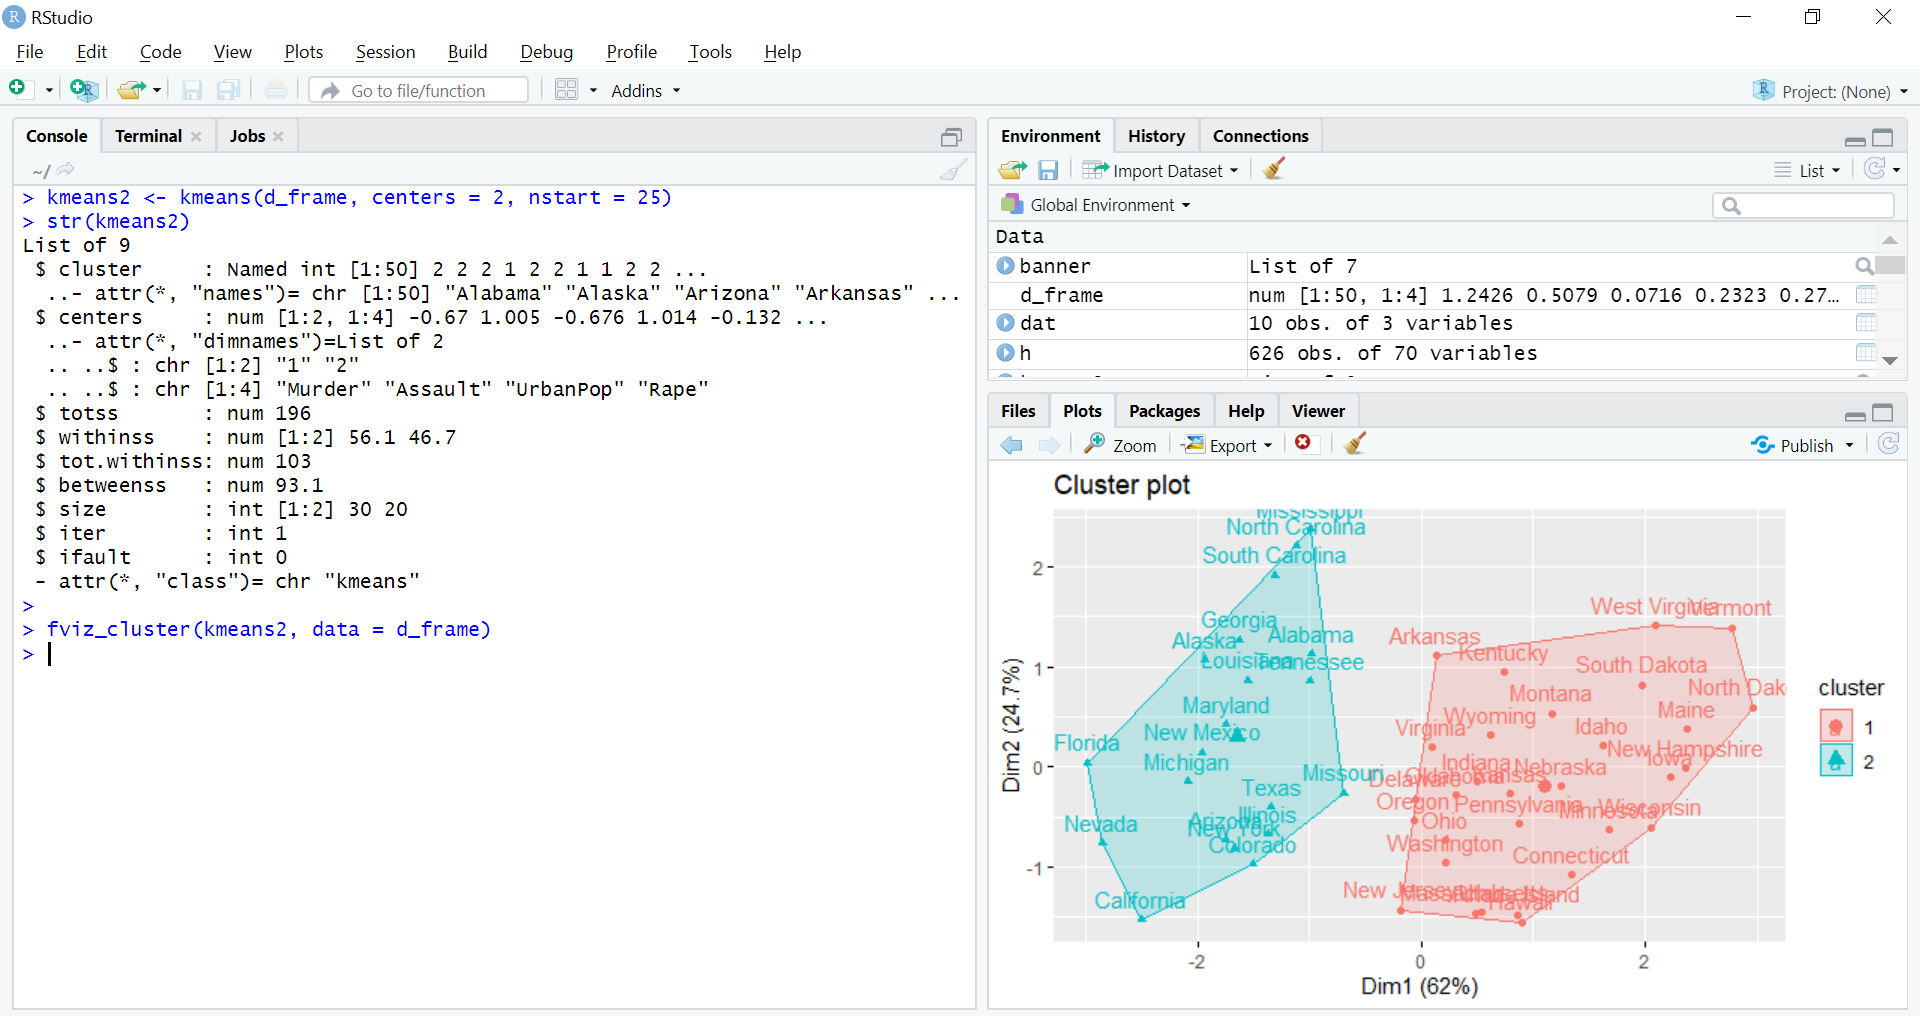 RStudio
File Edit Code View Plots Session Build Debug Profile Tools Help
Go to file/function Addins Project: (None)
Console Terminal Jobs
~/
> kmeans2 <- kmeans(d_frame, centers = 2, nstart = 25)
> str(kmeans2)
List of 9
 $ cluster     : Named int [1:50] 2 2 2 1 2 2 1 1 2 2 ...
  ..- attr(*, "names")= chr [1:50] "Alabama" "Alaska" "Arizona" "Arkansas" ...
 $ centers     : num [1:2, 1:4] -0.67 1.005 -0.676 1.014 -0.132 ...
  ..- attr(*, "dimnames")=List of 2
  .. ..$ : chr [1:2] "1" "2"
  .. ..$ : chr [1:4] "Murder" "Assault" "UrbanPop" "Rape"
 $ totss       : num 196
 $ withinss    : num [1:2] 56.1 46.7
 $ tot.withinss: num 103
 $ betweenss   : num 93.1
 $ size        : int [1:2] 30 20
 $ iter        : int 1
 $ ifault      : int 0
 - attr(*, "class")= chr "kmeans"
>
> fviz_cluster(kmeans2, data = d_frame)
>
Environment History Connections
Import Dataset List
Global Environment
Data
banner List of 7
d_frame num [1:50, 1:4] 1.2426 0.5079 0.0716 0.2323 0.27…
dat 10 obs. of 3 variables
h 626 obs. of 70 variables
Files Plots Packages Help Viewer
Zoom Export Publish
Cluster plot
Mississippi
North Carolina
South Carolina
Georgia
Alaska Alabama
Louisiana Tennessee
Maryland
New Mexico
Florida
Michigan
Missouri
Texas
Illinois
Nevada Arizona
New York
Colorado
California
West Virginia Vermont
Arkansas
Kentucky
South Dakota
Montana North Dak
Wyoming Maine
Virginia Idaho
New Hampshire
Indiana Nebraska Iowa
Delaware Oklahoma Kansas
Oregon Pennsylvania Minnesota Wisconsin
Ohio
Washington
Connecticut
New Jersey Massachusetts Island
Hawaii
2
1
0
-1
Dim2 (24.7%)
-2 0 2
Dim1 (62%)
cluster
1
2